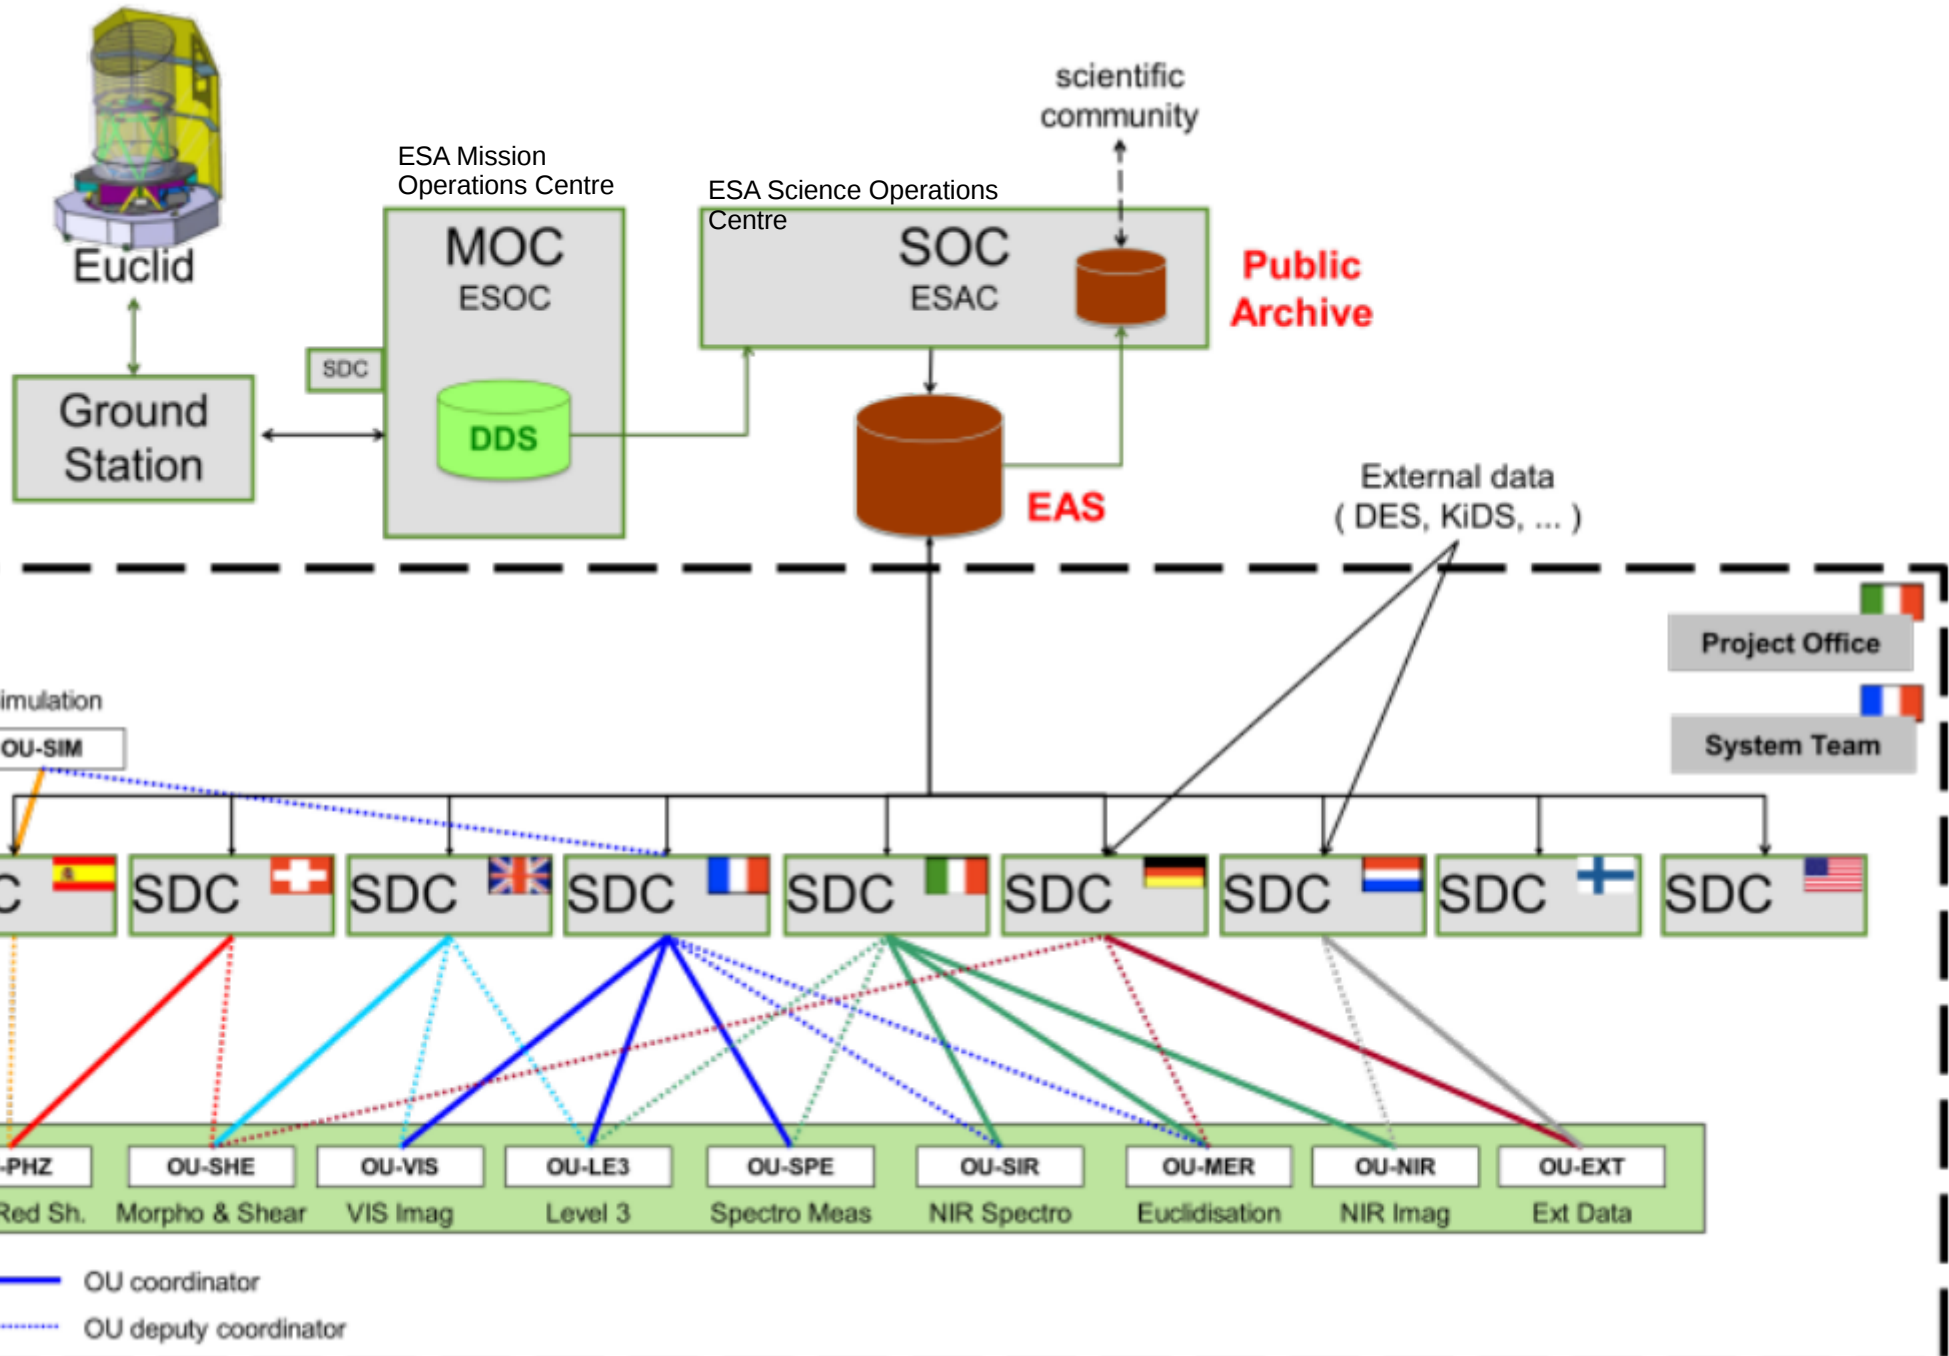 scientific
community
ESA Mission
Operations Centre
ESA Science Operations
Centre
MOC
ESOC
SOC
ESAC
Euclid
Public
Archive
SDC
Ground
Station
DDS
EAS
External data
( DES, KiDS, ... )
Project Office
imulation
System Team
OU-SIM
C
SDC
SDC
SDC
SDC
SDC
SDC
SDC
SDC
-PHZ
OU-SHE
OU-VIS
OU-LE3
OU-SPE
OU-SIR
OU-MER
OU-NIR
OU-EXT
Red Sh.
Morpho & Shear
VIS Imag
Level 3
Spectro Meas
NIR Spectro
Euclidisation
NIR Imag
Ext Data
OU coordinator
OU deputy coordinator